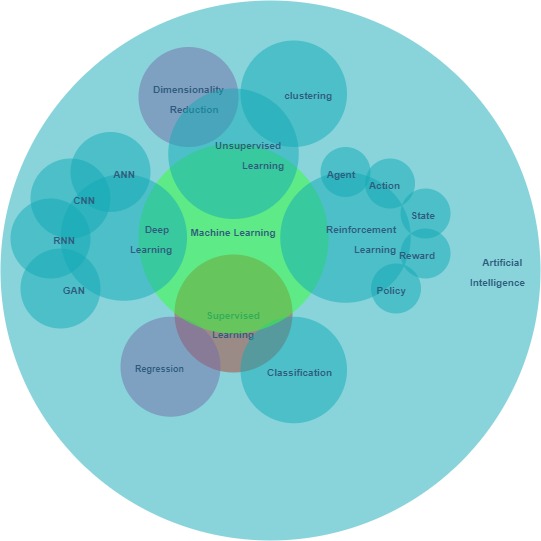 Dimensionality
Reduction
clustering
Unsupervised
Learning
ANN
CNN
RNN
GAN
Deep
Learning
Machine Learning
Agent
Action
State
Reward
Policy
Reinforcement
Learning
Artificial
Intelligence
Supervised
Learning
Regression
Classification